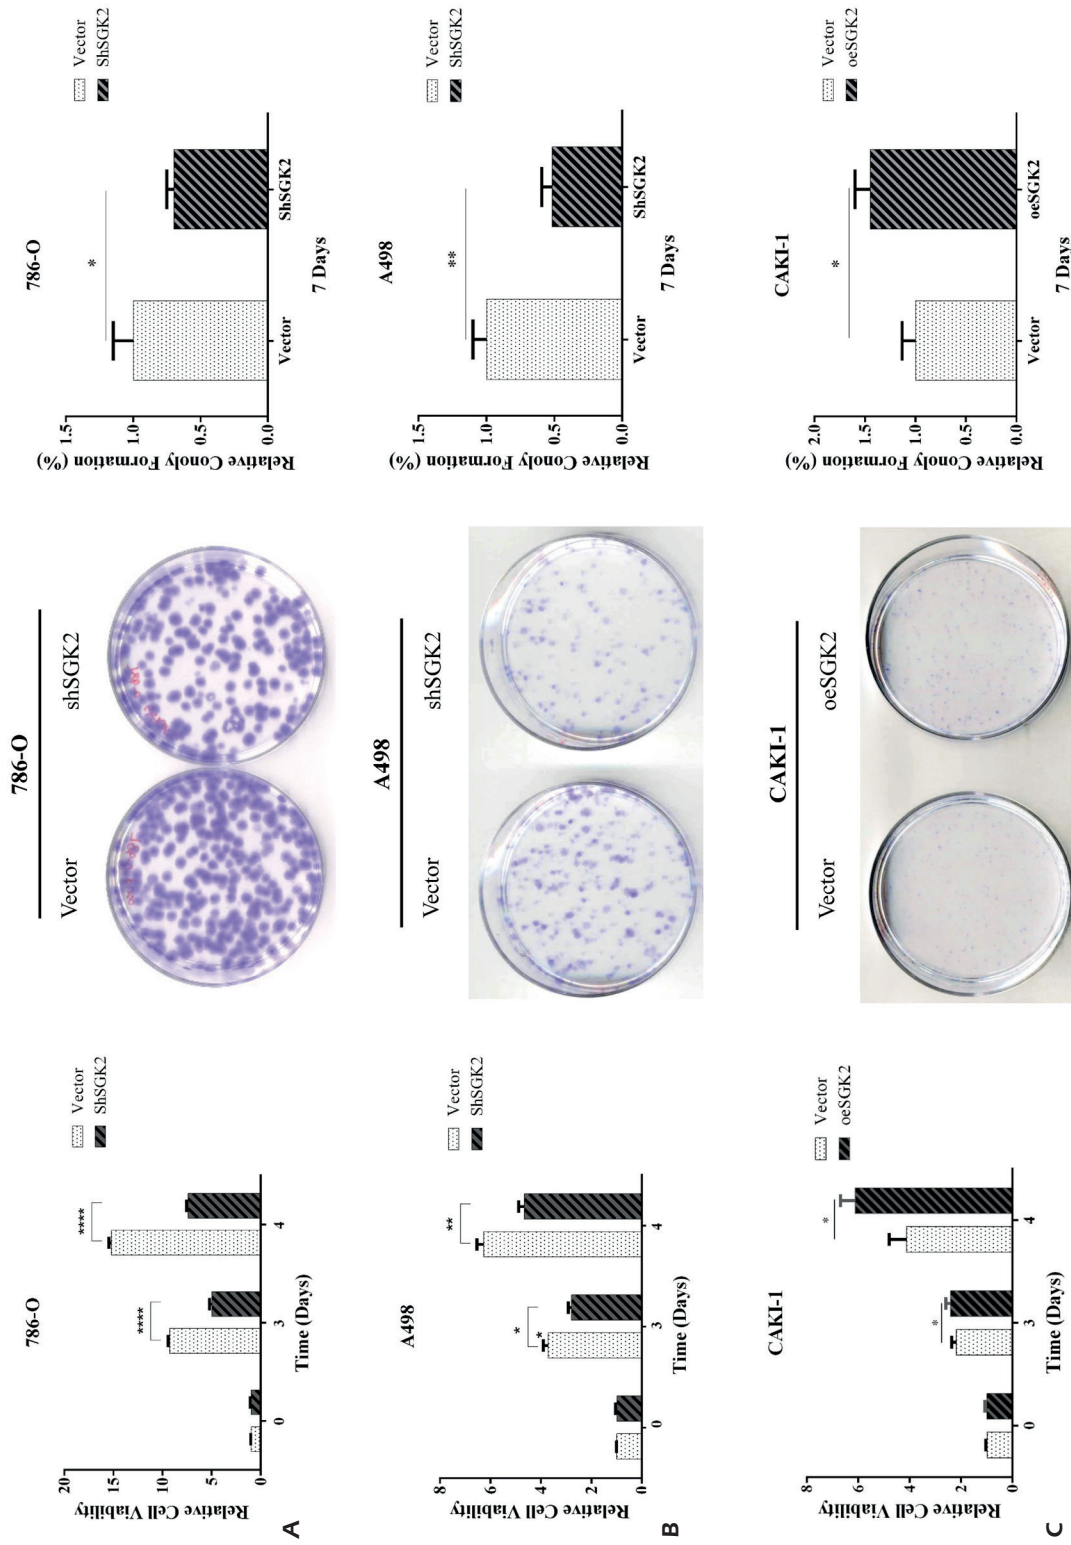 A
786-O
Relative Cell Viability
20
15
10
5
0
****
****
0 3 4
Time (Days)
Vector
ShSGK2
786-O
Vector shSGK2
786-O
Relative Conoly Formation (%)
1.5
1.0
0.5
0.0
*
Vector ShSGK2
7 Days
Vector
ShSGK2
B
A498
Relative Cell Viability
8
6
4
2
0
*
*
**
0 3 4
Time (Days)
Vector
ShSGK2
A498
Vector shSGK2
A498
Relative Conoly Formation (%)
1.5
1.0
0.5
0.0
**
Vector ShSGK2
7 Days
Vector
ShSGK2
C
CAKI-1
Relative Cell Viability
8
6
4
2
0
*
*
0 3 4
Time (Days)
Vector
oeSGK2
CAKI-1
Vector oeSGK2
CAKI-1
Relative Conoly Formation (%)
2.0
1.5
1.0
0.5
0.0
*
Vector oeSGK2
7 Days
Vector
oeSGK2